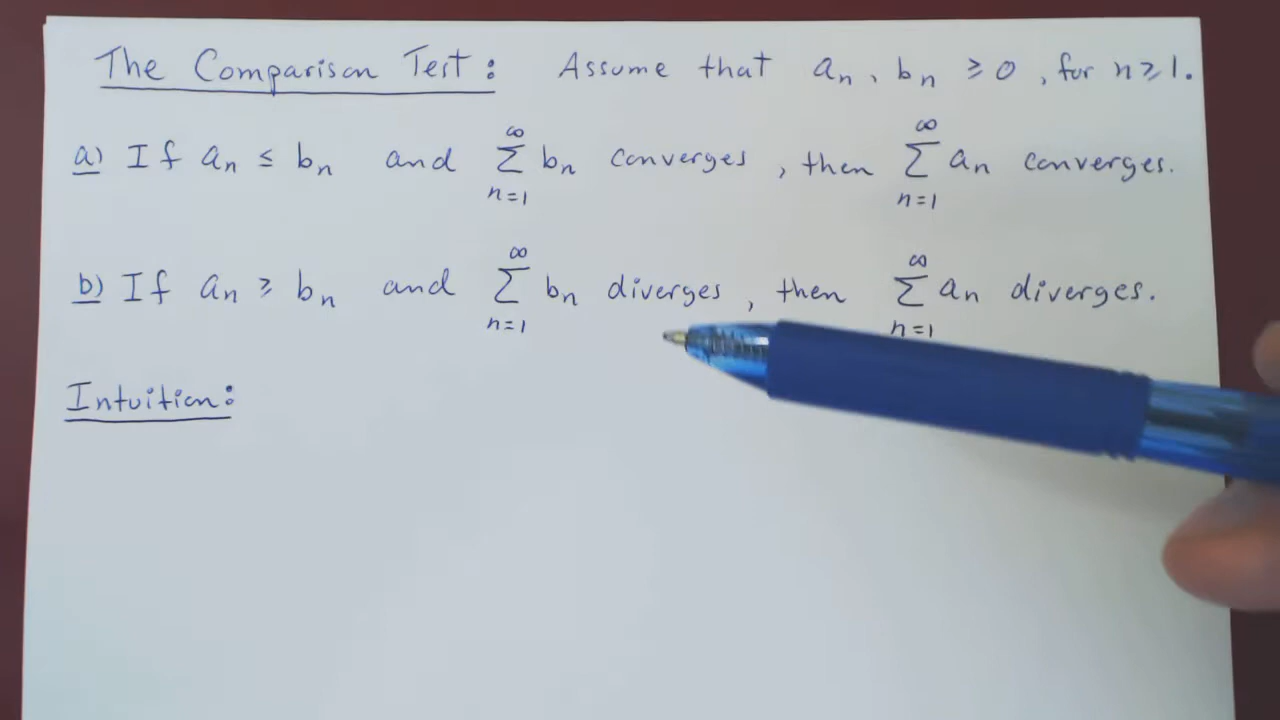 The Comparison Test: Assume that aₙ, bₙ ≥ 0, for n ≥ 1.
a) If aₙ ≤ bₙ and ∞∑n=1 bₙ converges, then ∞∑n=1 aₙ converges.
b) If aₙ ≥ bₙ and ∞∑n=1 bₙ diverges, then ∞∑n=1 aₙ diverges.
Intuition: